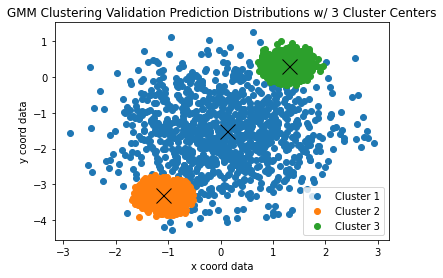 GMM Clustering Validation Prediction Distributions w/ 3 Cluster Centers
1
0
−1
−2
−3
−4
y coord data
Cluster 1
Cluster 2
Cluster 3
−3 −2 −1 0 1 2 3
x coord data